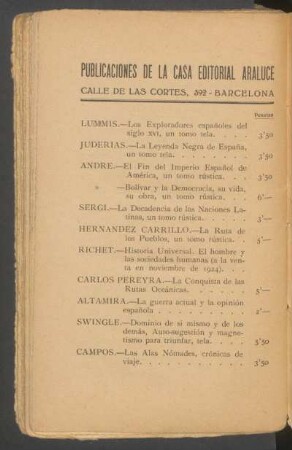 PUBLICACIONES DE LA CASA EDITORIAL ARALUCE
CALLE DE LAS CORTES, 392 - BARCELONA
Pesetas
LUMMIS.—Los Exploradores españoles del
siglo XVI, un tomo tela. . . . . 3'50
JUDERIAS.—La Leyenda Negra de España,
un tomo tela. . . . . . . . 3'50
ANDRE.—El Fin del Imperio Español de
América, un tomo rústica. . . . . 3'50
» —Bolívar y la Democracia, su vida,
su obra, un tomo rústica. . . . . 6'—
SERGI.—La Decadencia de las Naciones La-
tinas, un tomo rústica. . . . . 4'—
HERNANDEZ CARRILLO.—La Ruta de
los Pueblos, un tomo rústica. . . . 3'—
RICHET.—Historia Universal. El hombre y
las sociedades humanas (a la ven-
ta en noviembre de 1924).
CARLOS PEREYRA.—La Conquista de las
Rutas Oceánicas. . . . . . 5'—
ALTAMIRA.—La guerra actual y la opinión
española . . . . . . . . 2'—
SWINGLE.—Dominio de sí mismo y de los
demás, Auto-sugestión y magne-
tismo para triunfar, tela. . . . . 3'50
CAMPOS.—Las Alas Nómades, crónicas de
viaje. . . . . . . . . 3'50